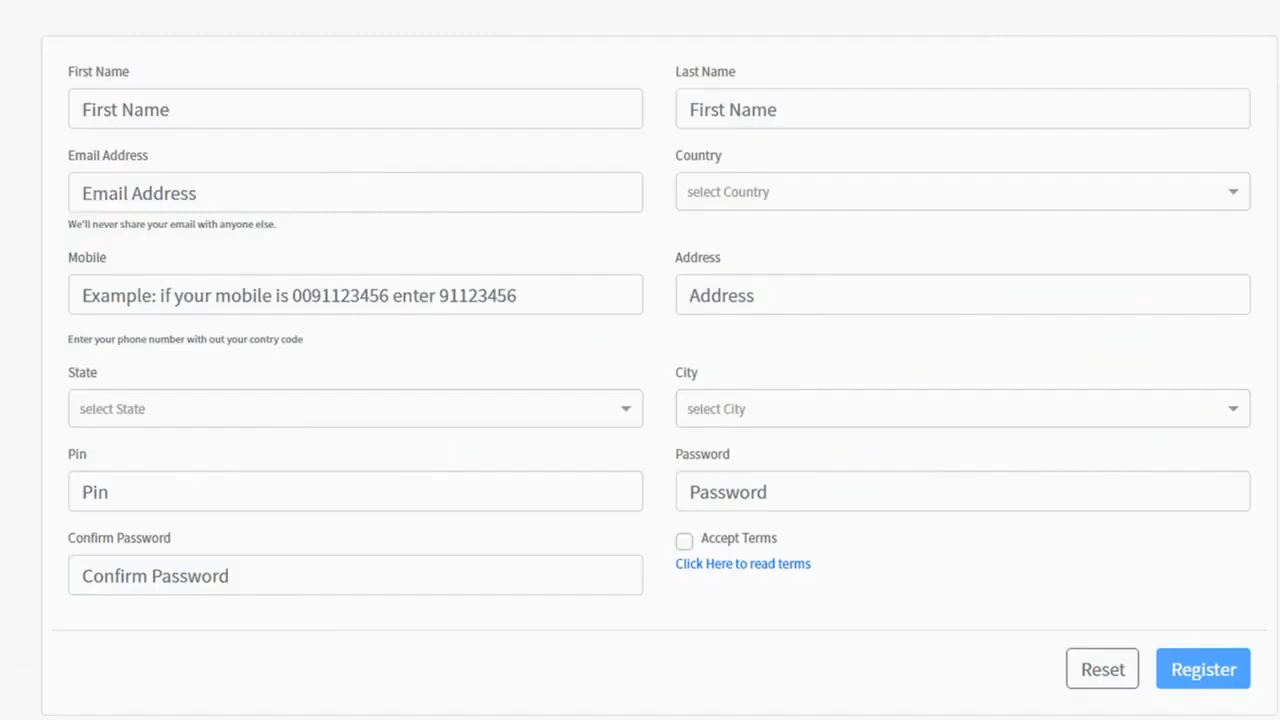 First Name
Last Name
First Name
First Name
Email Address
Country
Email Address
select Country
We'll never share your email with anyone else.
Mobile
Address
Example: if your mobile is 0091123456 enter 91123456
Address
Enter your phone number with out your contry code
State
City
select State
select City
Pin
Password
Pin
Password
Confirm Password
Accept Terms
Click Here to read terms
Confirm Password
Reset
Register